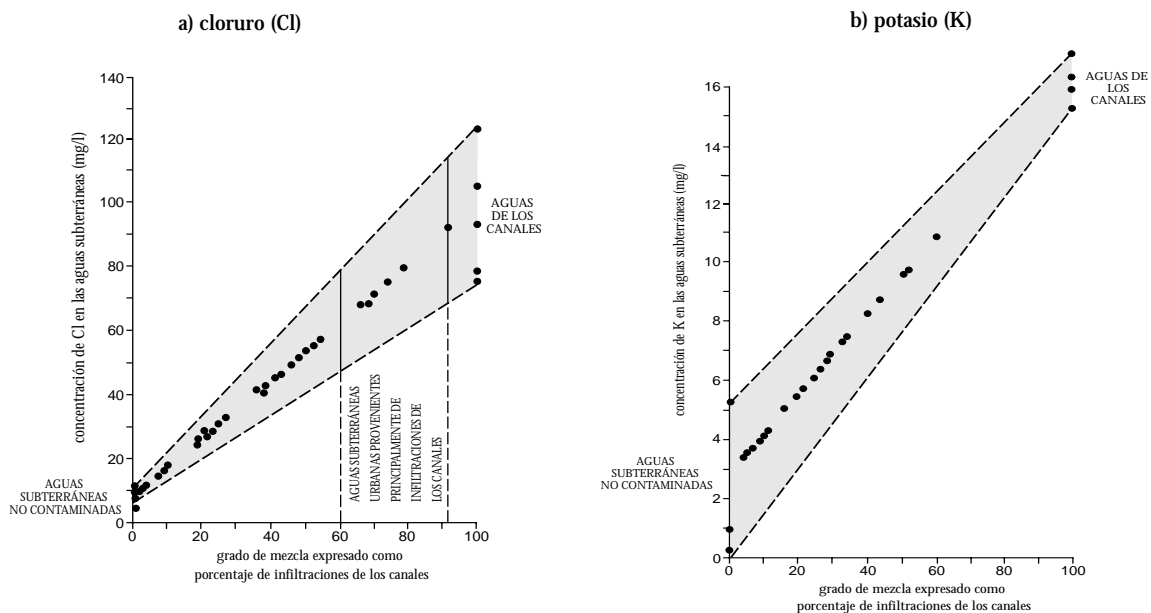 a) cloruro (Cl)
140
120
100
80
60
40
20
10
0
concentración de Cl en las aguas subterráneas (mg/l)
AGUAS
SUBTERRÁNEAS
NO CONTAMINADAS
AGUAS
DE LOS
CANALES
AGUAS SUBTERRÁNEAS
URBANAS PROVENIENTES
PRINCIPALMENTE DE
INFILTRACIONES DE
LOS CANALES
0 20 40 60 80 100
grado de mezcla expresado como
porcentaje de infiltraciones de los canales
b) potasio (K)
16
14
12
10
8
6
4
2
0
concentración de K en las aguas subterráneas (mg/l)
AGUAS DE
LOS
CANALES
AGUAS
SUBTERRÁNEAS
NO CONTAMINADAS
0 20 40 60 80 100
grado de mezcla expresado como
porcentaje de infiltraciones de los canales